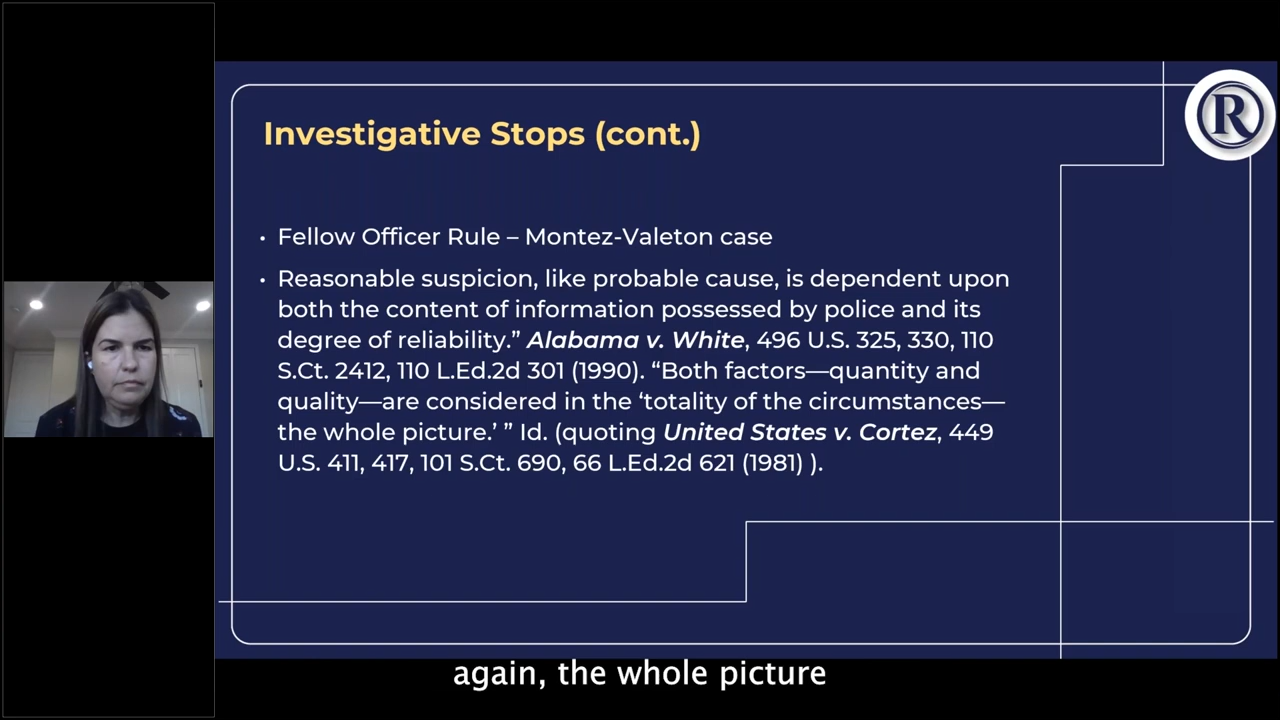 R
Investigative Stops (cont.)
• Fellow Officer Rule – Montez-Valeton case
• Reasonable suspicion, like probable cause, is dependent upon
both the content of information possessed by police and its
degree of reliability.” Alabama v. White, 496 U.S. 325, 330, 110
S.Ct. 2412, 110 L.Ed.2d 301 (1990). “Both factors—quantity and
quality—are considered in the ‘totality of the circumstances—
the whole picture.’ ” Id. (quoting United States v. Cortez, 449
U.S. 411, 417, 101 S.Ct. 690, 66 L.Ed.2d 621 (1981) ).
again, the whole picture